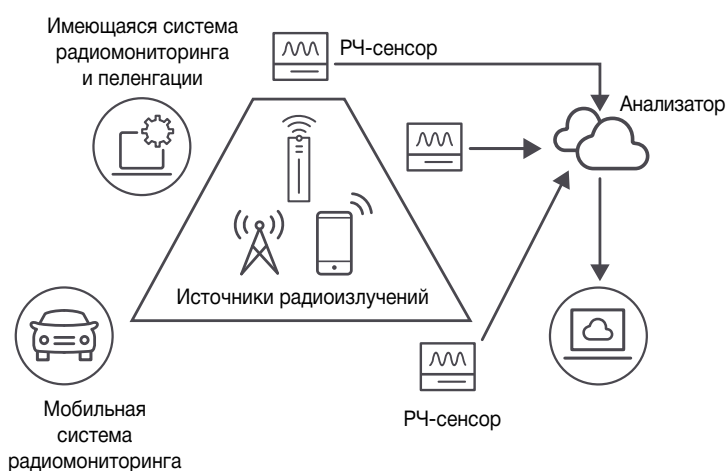 Имеющаяся система
радиомониторинга
и пеленгации
РЧ-сенсор
Анализатор
Источники радиоизлучений
Мобильная
система
радиомониторинга
РЧ-сенсор